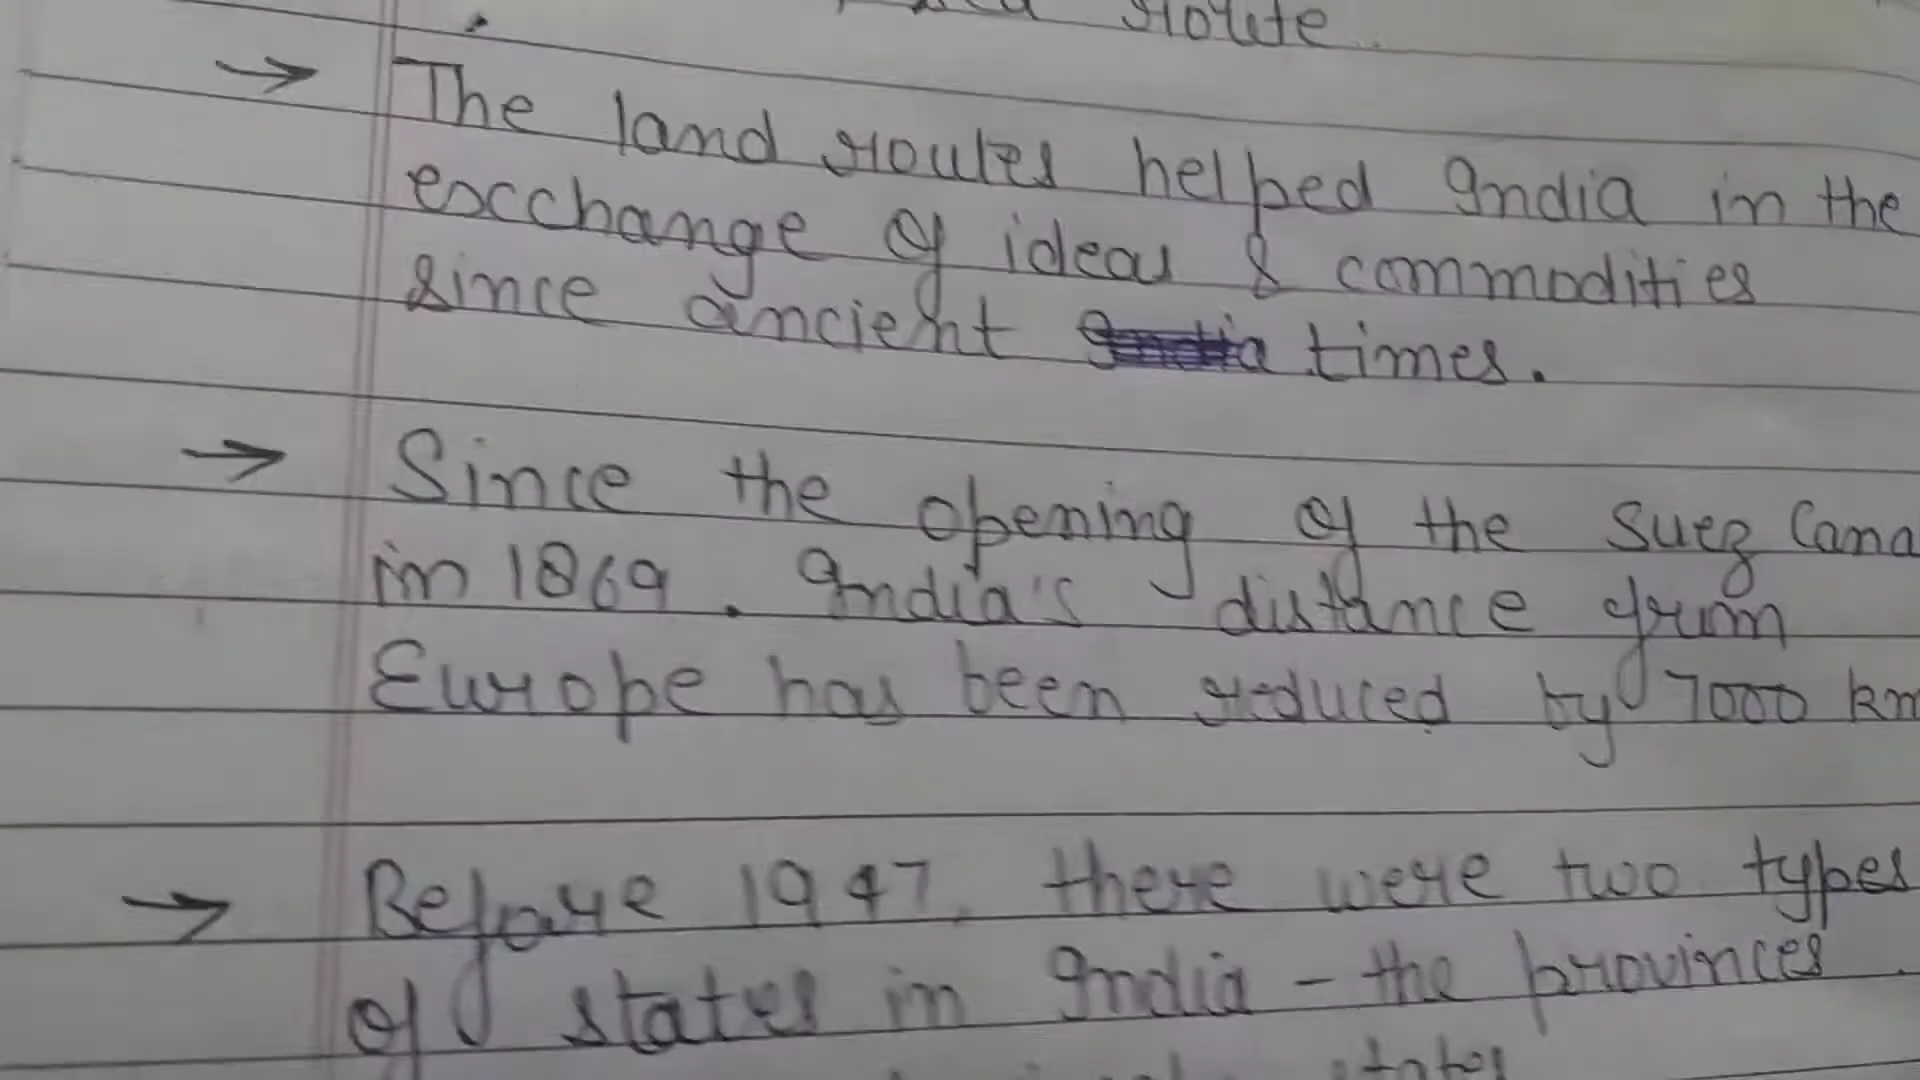 route
→ The land routes helped India in the
exchange of ideas & commodities
since ancient times.
→ Since the opening of the Suez Cana
in 1869. India's distance from
Europe has been reduced by 7000 km
→ Before 1947, there were two types
of states in India - the provinces
states